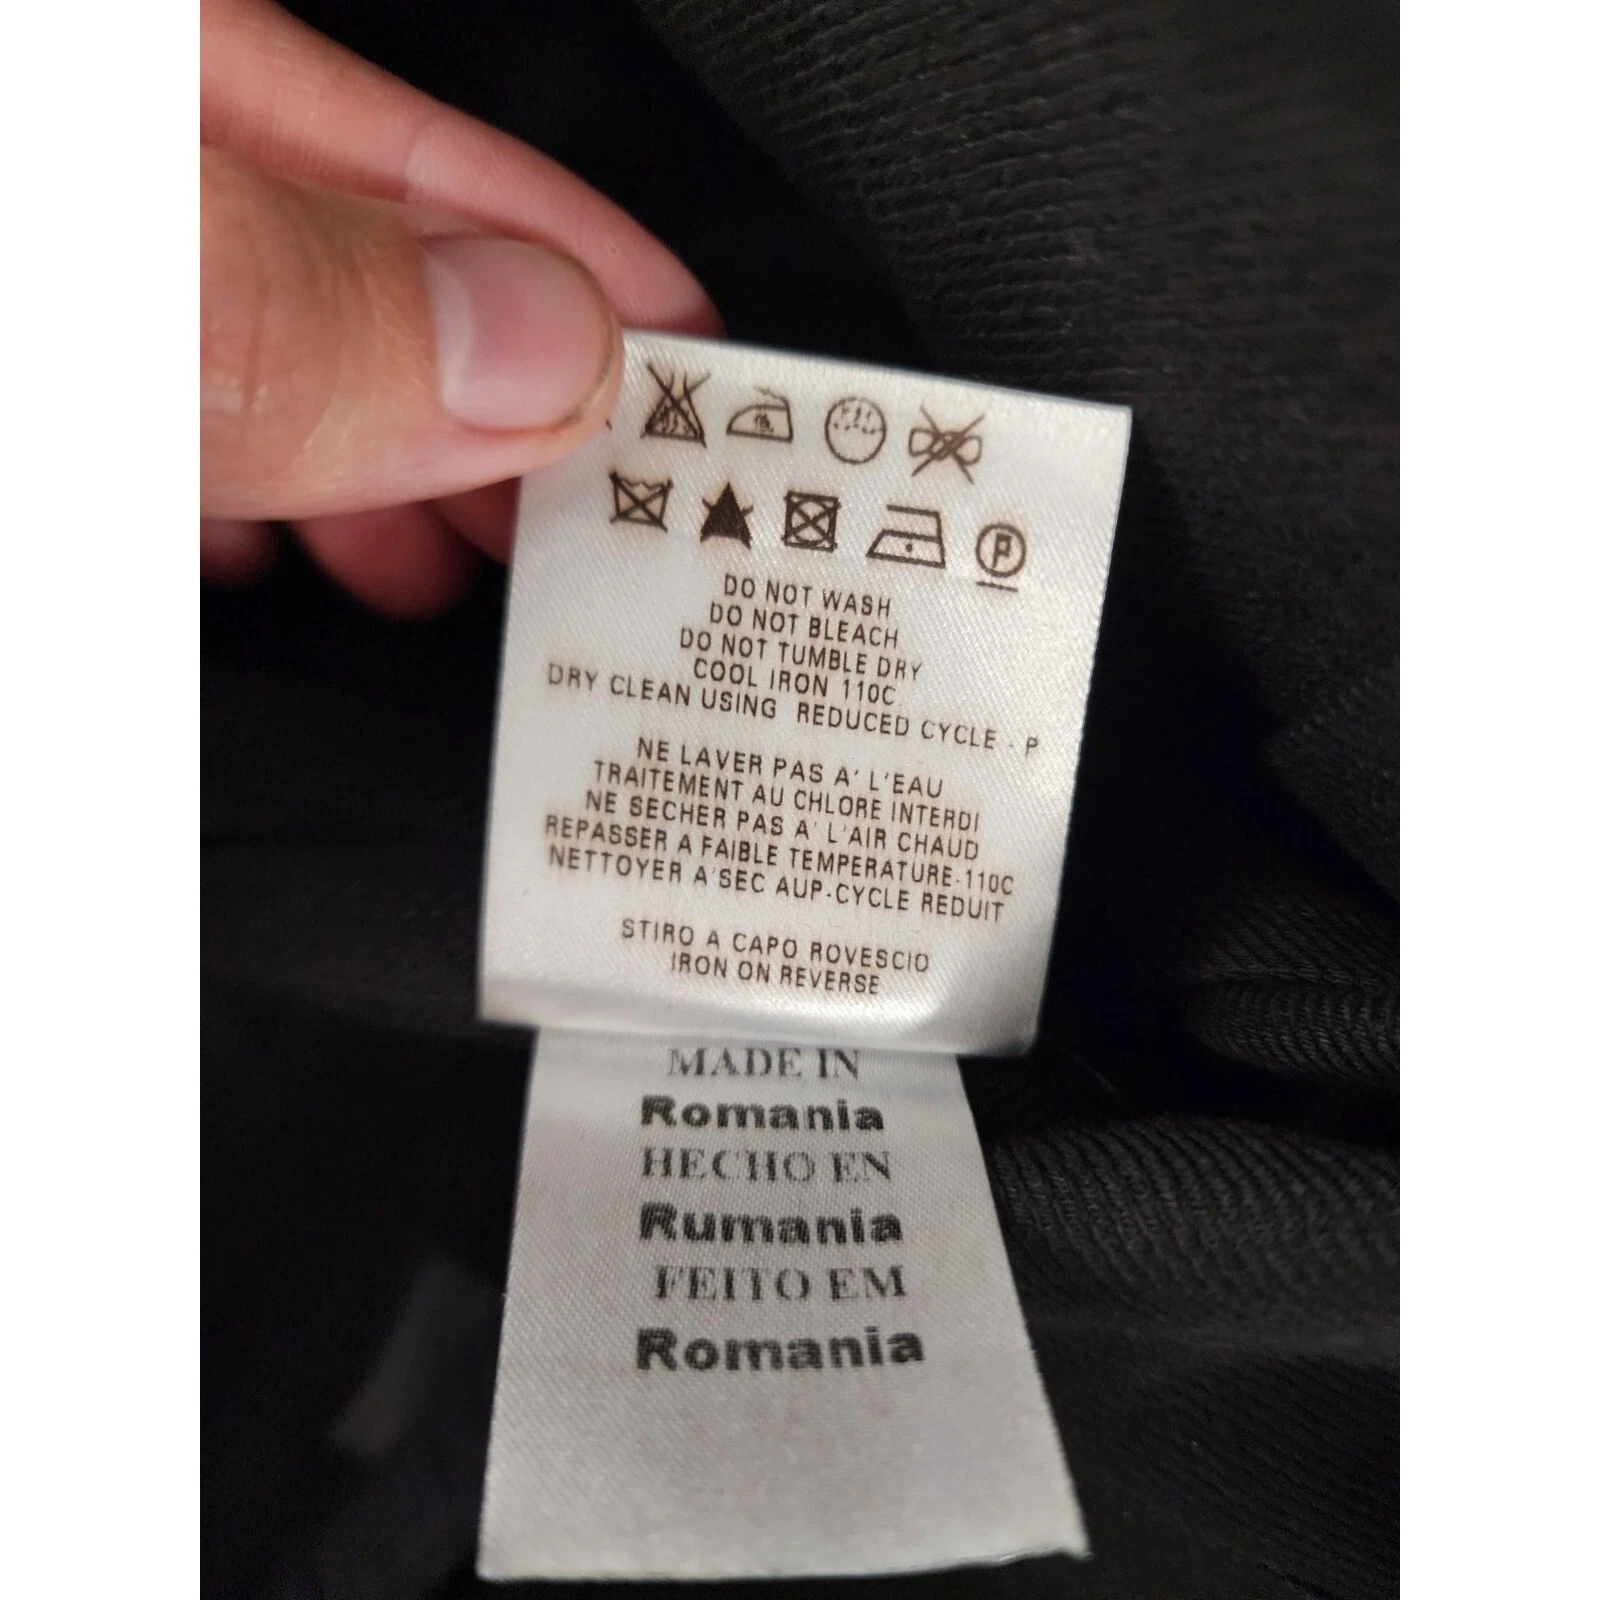 低
P
DO NOT WASH
DO NOT BLEACH
DO NOT TUMBLE DRY
COOL IRON 110C
DRY CLEAN USING REDUCED CYCLE - P
NE LAVER PAS A' L'EAU
TRAITEMENT AU CHLORE INTERDI
NE SECHER PAS A' L'AIR CHAUD
REPASSER A FAIBLE TEMPERATURE-110C
NETTOYER A'SEC AUP-CYCLE REDUIT
STIRO A CAPO ROVESCIO
IRON ON REVERSE
MADE IN
Romania
HECHO EN
Rumania
FEITO EM
Romania